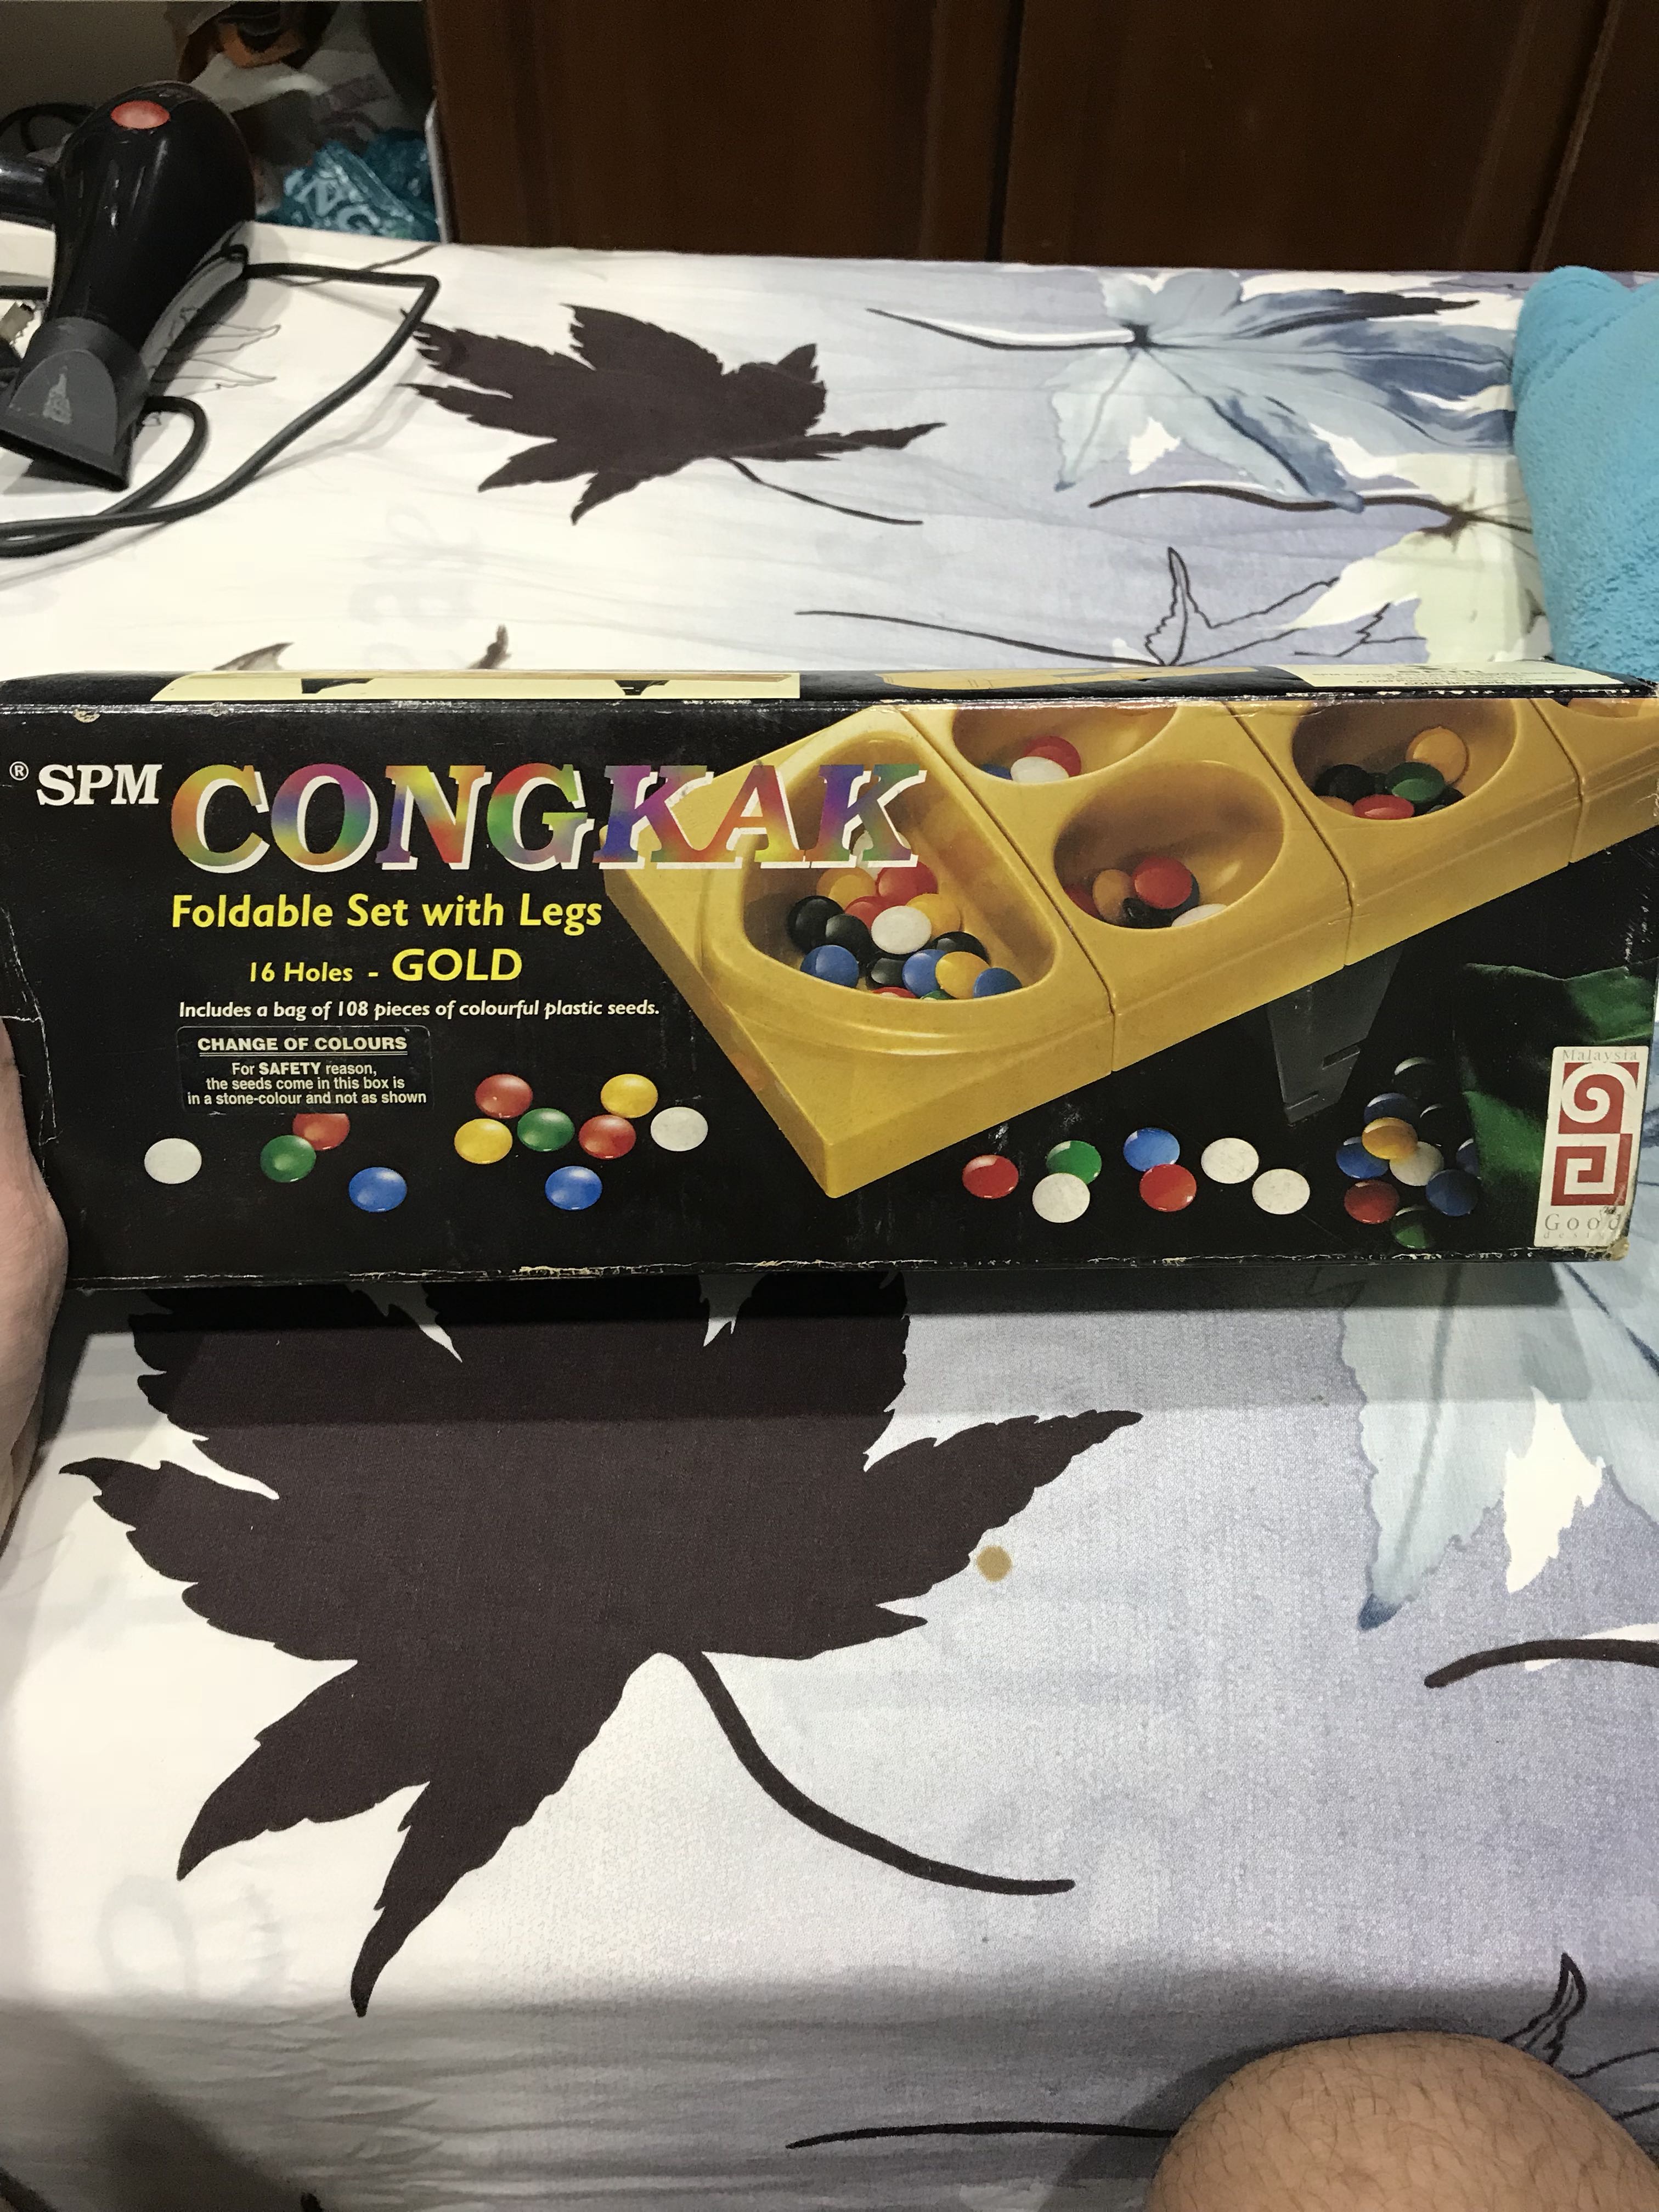 ® SPM CONGKAK
Foldable Set with Legs
16 Holes - GOLD
Includes a bag of 108 pieces of colourful plastic seeds.
CHANGE OF COLOURS
For SAFETY reason,
the seeds come in this box is
in a stone-colour and not as shown
Malaysia
Good
design